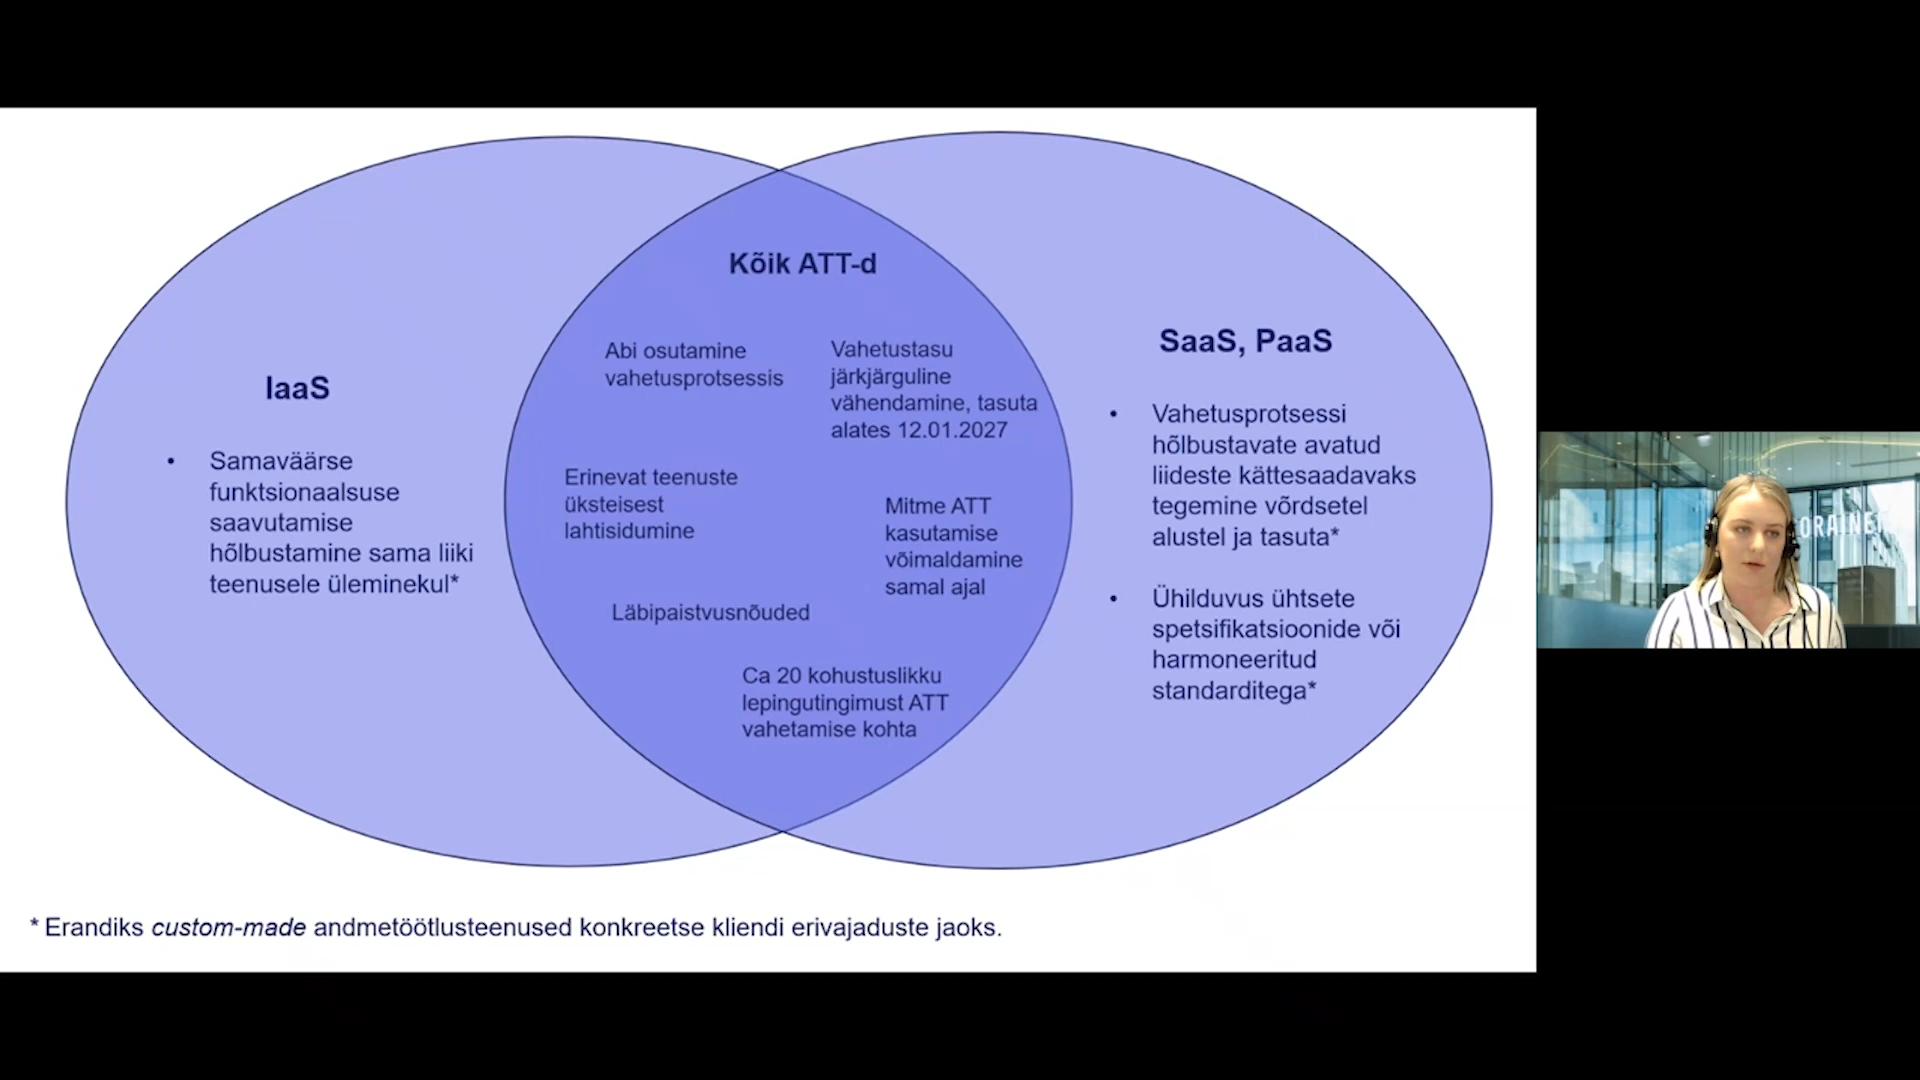 Kõik ATT-d
Abi osutamine
vahetusprotsessis
Vahetustasu
järkjärguline
vähendamine, tasuta
alates 12.01.2027
Erinevat teenuste
üksteisest
lahtisidumine
Mitme ATT
kasutamise
võimaldamine
samal ajal
Läbipaistvusnõuded
Ca 20 kohustuslikku
lepingutingimust ATT
vahetamise kohta
IaaS
• Samaväärse
funktsionaalsuse
saavutamise
hõlbustamine sama liiki
teenusele üleminekul*
SaaS, PaaS
• Vahetusprotsessi
hõlbustavate avatud
liideste kättesaadavaks
tegemine võrdsetel
alustel ja tasuta*
• Ühilduvus ühtsete
spetsifikatsioonide või
harmoneeritud
standarditega*
* Erandiks custom-made andmetöötlusteenused konkreetse kliendi erivajaduste jaoks.
ORAINE